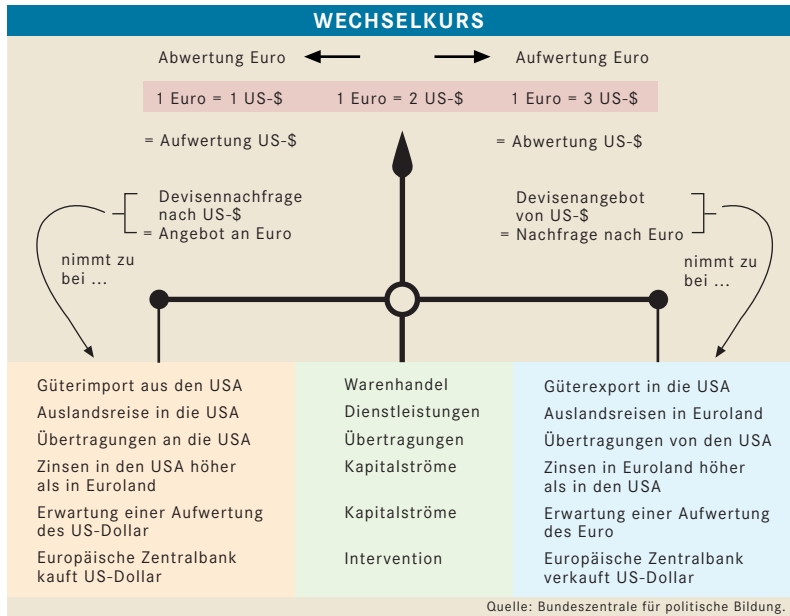 WECHSELKURS
Abwertung Euro
Aufwertung Euro
1 Euro = 1 US-$
1 Euro = 2 US-$
1 Euro = 3 US-$
= Aufwertung US-$
= Abwertung US-$
Devisennachfrage
nach US-$
= Angebot an Euro
Devisenangebot
von US-$
= Nachfrage nach Euro
nimmt zu
bei ...
nimmt zu
bei ...
Güterimport aus den USA
Auslandsreise in die USA
Übertragungen an die USA
Zinsen in den USA höher
als in Euroland
Erwartung einer Aufwertung
des US-Dollar
Europäische Zentralbank
kauft US-Dollar
Warenhandel
Dienstleistungen
Übertragungen
Kapitalströme
Kapitalströme
Intervention
Güterexport in die USA
Auslandsreisen in Euroland
Übertragungen von den USA
Zinsen in Euroland höher
als in den USA
Erwartung einer Aufwertung
des Euro
Europäische Zentralbank
verkauft US-Dollar
Quelle: Bundeszentrale für politische Bildung.